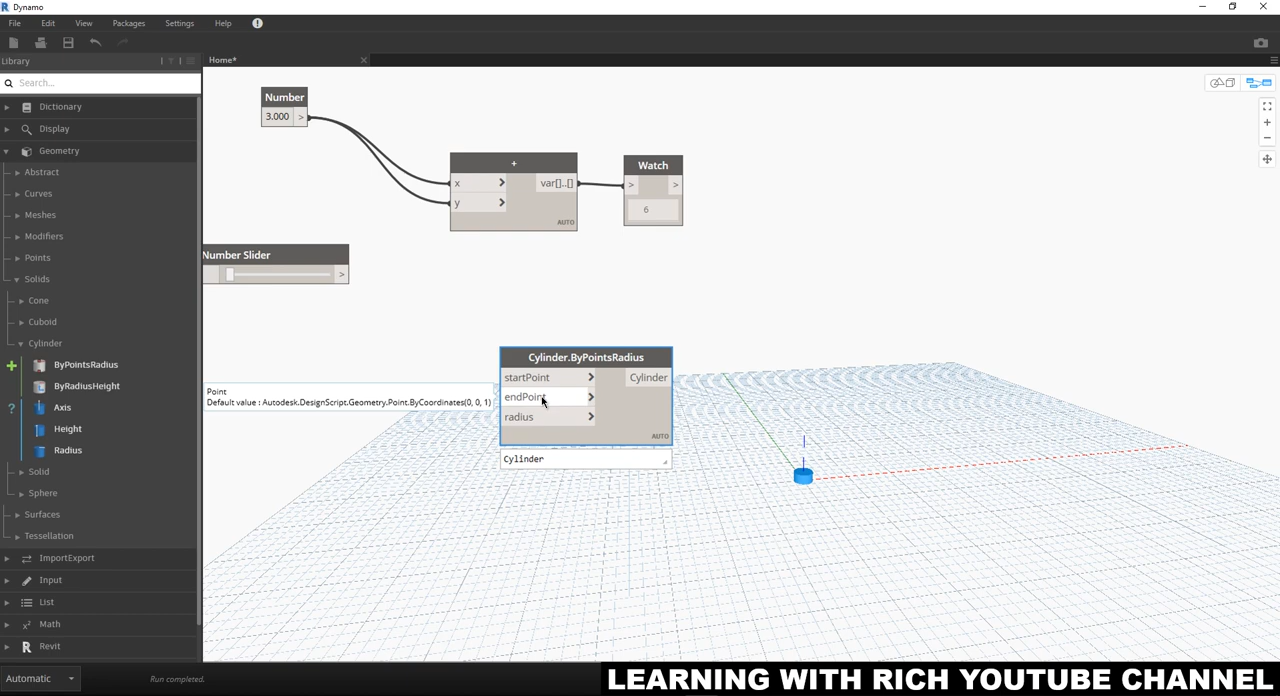 Dynamo
File Edit View Packages Settings Help
Library
Home*
Search...
Dictionary
Display
Geometry
Abstract
Curves
Meshes
Modifiers
Points
Solids
Cone
Cuboid
Cylinder
ByPointsRadius
ByRadiusHeight
Axis
Height
Radius
Solid
Sphere
Surfaces
Tessellation
ImportExport
Input
List
Math
Revit
Automatic
Run completed.
Number
3.000 >
+
x > var[]..[]
y >
AUTO
Watch
> >
6
Number Slider
>
Cylinder.ByPointsRadius
startPoint > Cylinder
endPoint >
radius >
AUTO
Cylinder
Point
Default value : Autodesk.DesignScript.Geometry.Point.ByCoordinates(0, 0, 1)
LEARNING WITH RICH YOUTUBE CHANNEL